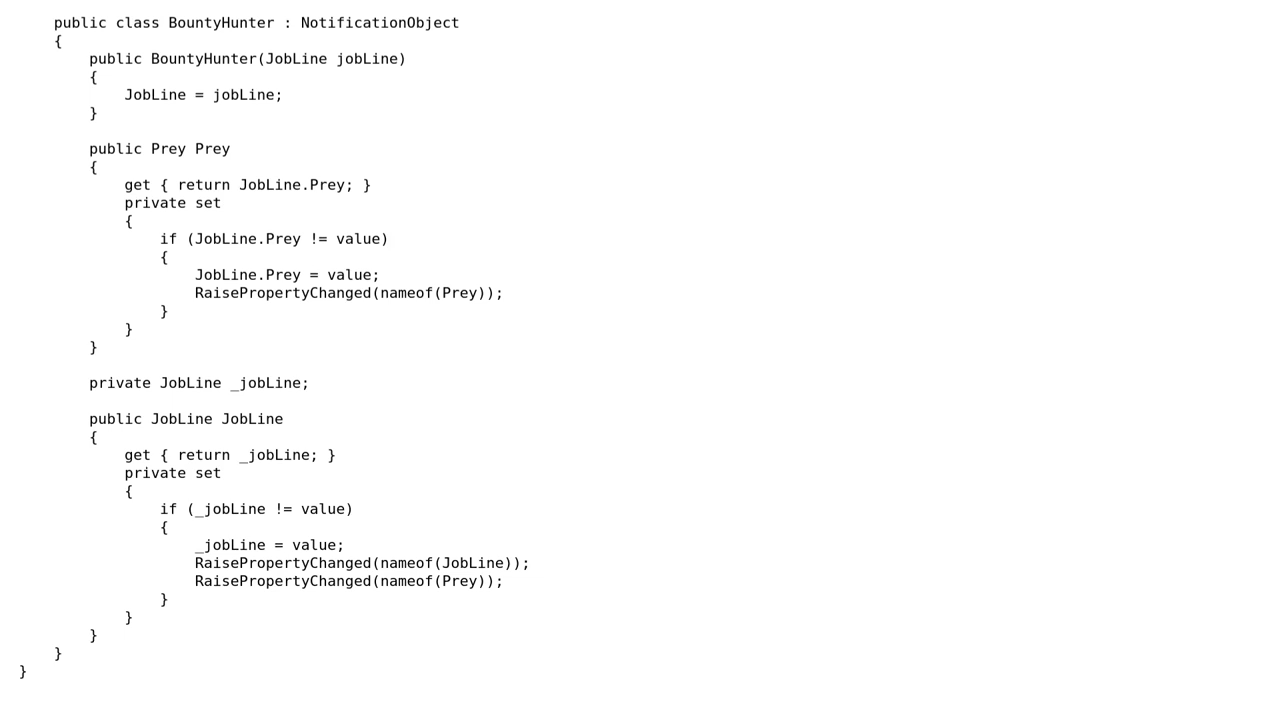 public class BountyHunter : NotificationObject
    {
        public BountyHunter(JobLine jobLine)
        {
            JobLine = jobLine;
        }

        public Prey Prey
        {
            get { return JobLine.Prey; }
            private set
            {
                if (JobLine.Prey != value)
                {
                    JobLine.Prey = value;
                    RaisePropertyChanged(nameof(Prey));
                }
            }
        }

        private JobLine _jobLine;

        public JobLine JobLine
        {
            get { return _jobLine; }
            private set
            {
                if (_jobLine != value)
                {
                    _jobLine = value;
                    RaisePropertyChanged(nameof(JobLine));
                    RaisePropertyChanged(nameof(Prey));
                }
            }
        }
    }
}